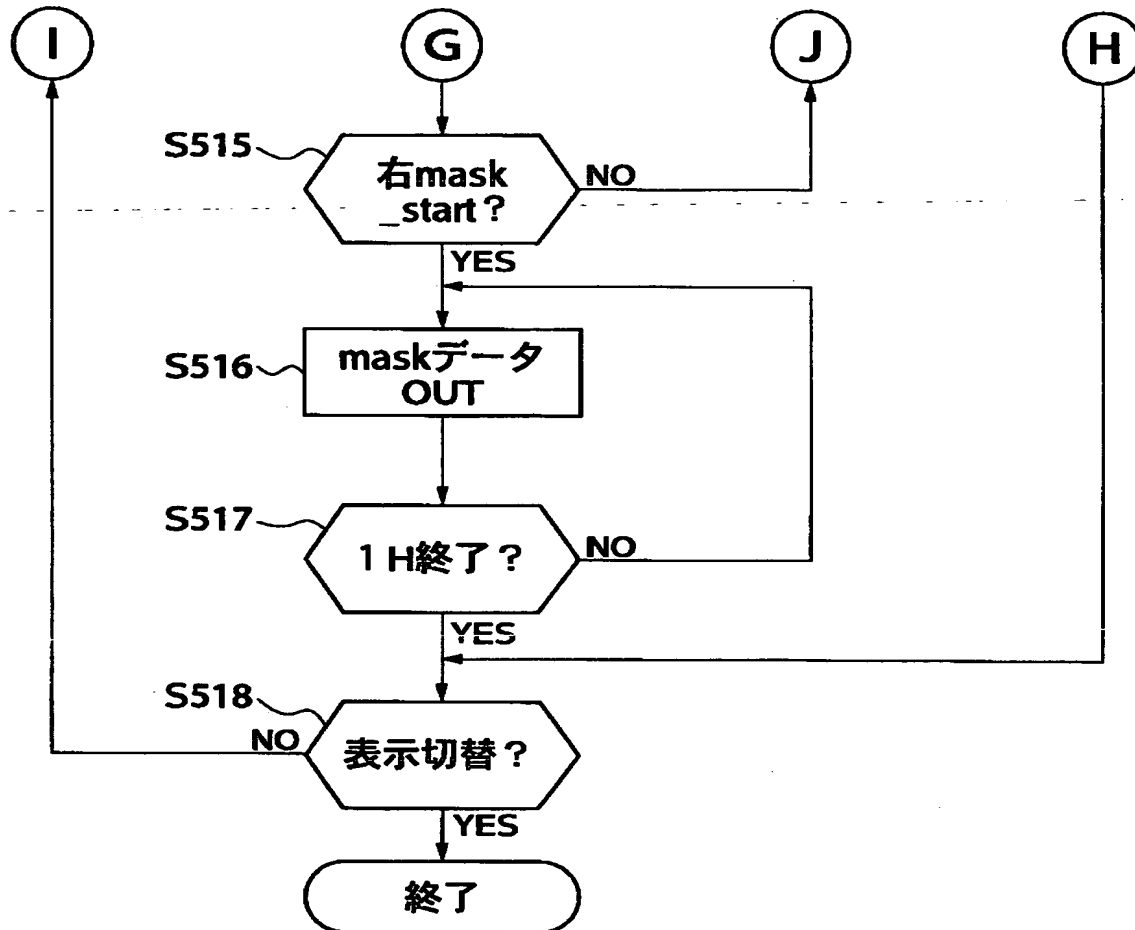 I
G
J
H
S515
右mask
_start？
NO
YES
S516
maskデータ
OUT
S517
１H終了？
NO
YES
S518
NO
表示切替？
YES
終了